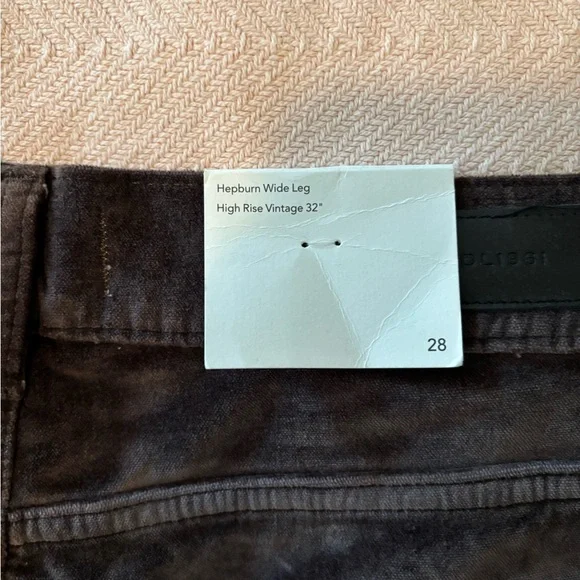 Hepburn Wide Leg
High Rise Vintage 32"
28